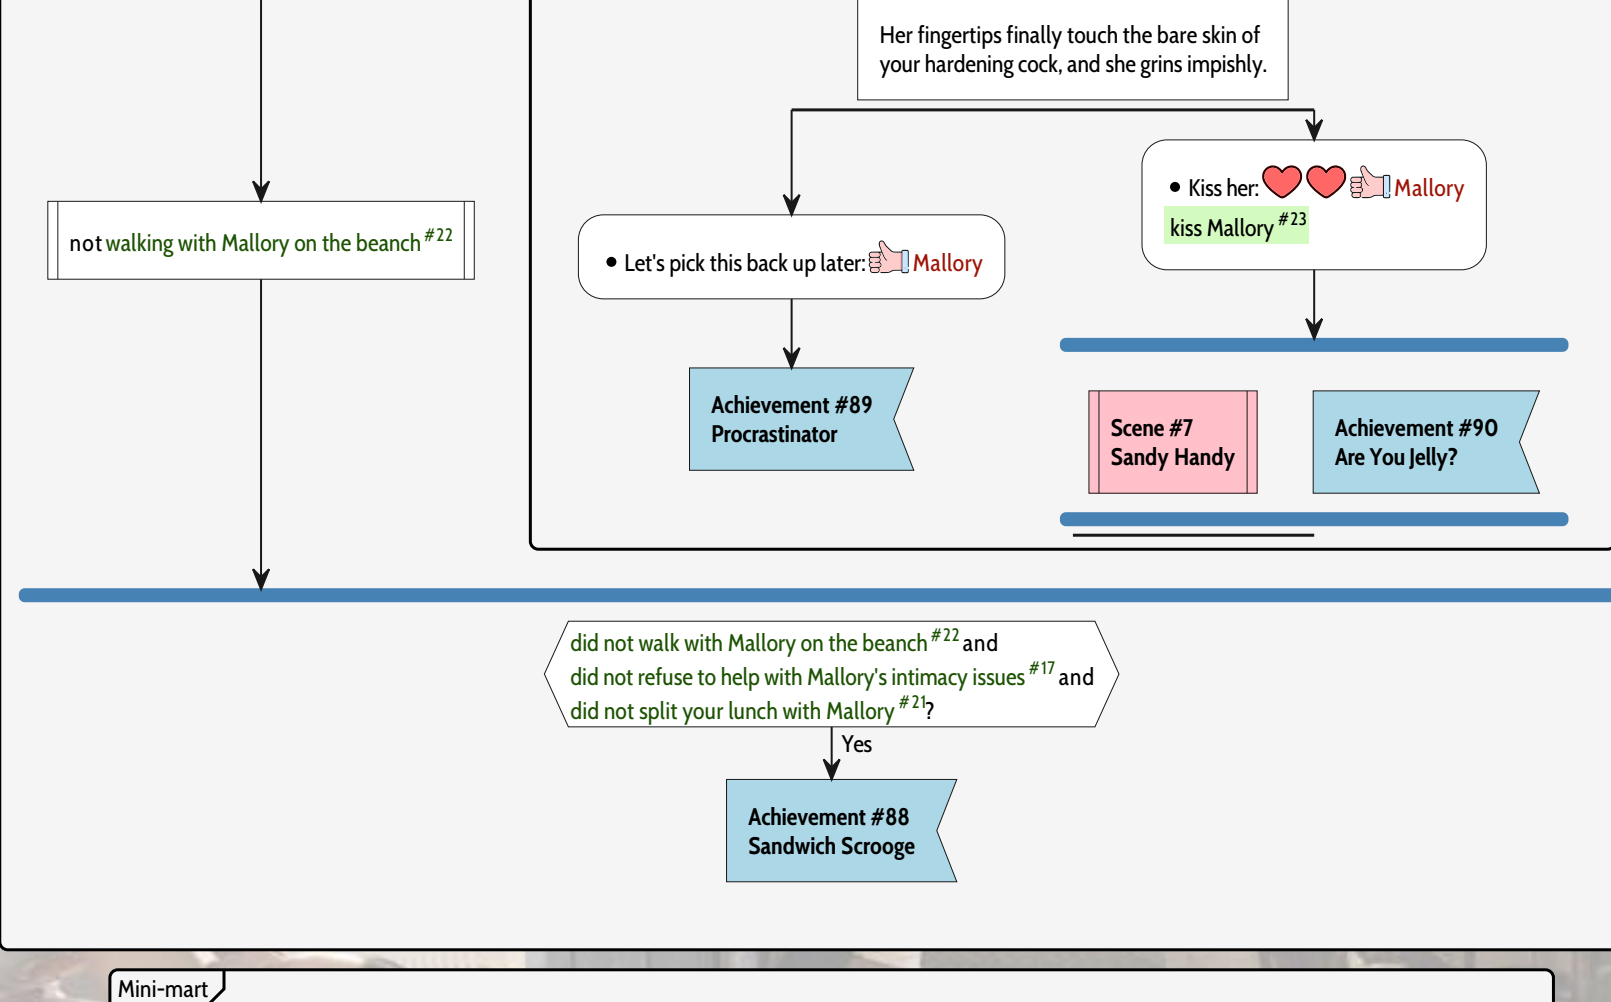 Her fingertips finally touch the bare skin of
your hardening cock, and she grins impishly.
• Kiss her: Mallory
kiss Mallory #23
not walking with Mallory on the beanch #22
• Let's pick this back up later: Mallory
Achievement #89
Procrastinator
Scene #7
Sandy Handy
Achievement #90
Are You Jelly?
did not walk with Mallory on the beanch #22 and
did not refuse to help with Mallory's intimacy issues #17 and
did not split your lunch with Mallory #21?
Yes
Achievement #88
Sandwich Scrooge
Mini-mart